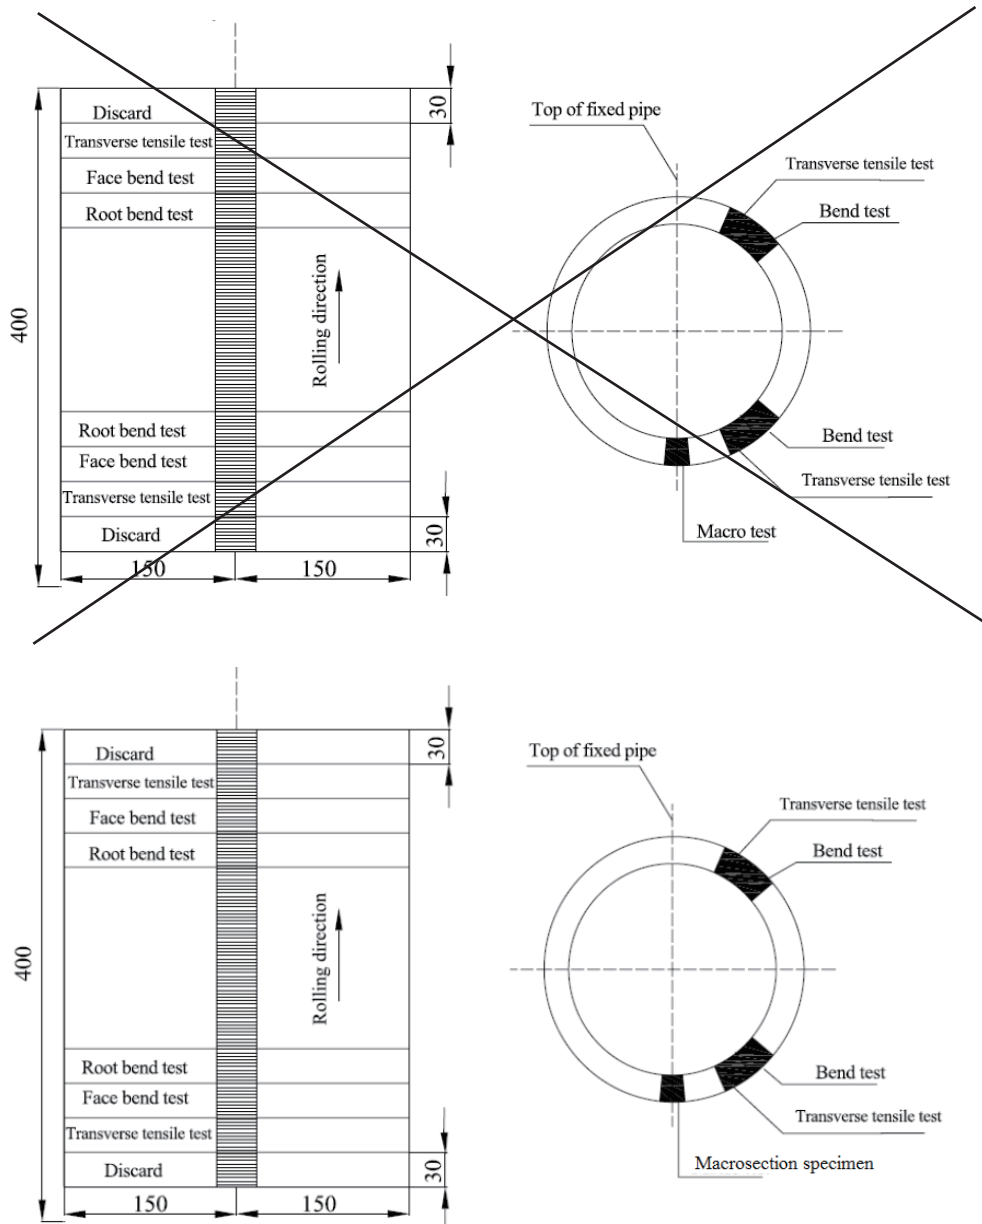 Discard
Transverse tensile test
Face bend test
Root bend test
Rolling direction
400
Root bend test
Face bend test
Transverse tensile test
Discard
30
30
150
150
Top of fixed pipe
Transverse tensile test
Bend test
Bend test
Transverse tensile test
Macro test
Discard
Transverse tensile test
Face bend test
Root bend test
Rolling direction
400
Root bend test
Face bend test
Transverse tensile test
Discard
30
30
150
150
Top of fixed pipe
Transverse tensile test
Bend test
Bend test
Transverse tensile test
Macrosection specimen